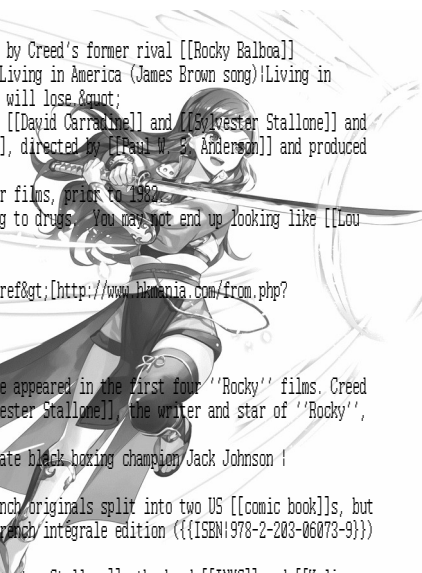 by Creed's former rival [[Rocky Balboa]]
Living in America (James Brown song)|Living in
will lose.&quot;
[[David Carradine]] and [[Sylvester Stallone]] and
], directed by [[Paul W. S. Anderson]] and produced
r films, prior to 1982
g to drugs. You may not end up looking like [[Lou
ref&gt;[http://www.hkmania.com/from.php?
e appeared in the first four ''Rocky'' films. Creed
vester Stallone]], the writer and star of ''Rocky'',
ate black boxing champion Jack Johnson |
nch originals split into two US [[comic book]]s, but
rench intégrale edition ({{ISBN|978-2-203-06073-9}})